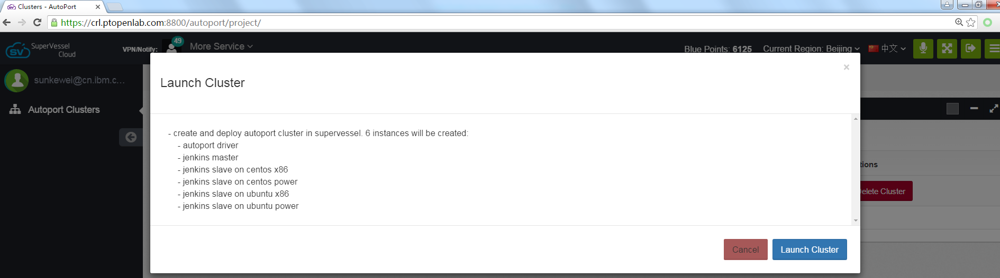 Clusters - AutoPort
https://crl.ptopenlab.com:8800/autoport/project/
SuperVessel
Cloud
SV
VPN/Notify:
49
More Service
Blue Points: 6125
Current Region: Beijing
中文
sunkewei@cn.ibm.c...
Autoport Clusters
×
Launch Cluster
- create and deploy autoport cluster in supervessel. 6 instances will be created:
- autoport driver
- jenkins master
- jenkins slave on centos x86
- jenkins slave on centos power
- jenkins slave on ubuntu x86
- jenkins slave on ubuntu power
tions
elete Cluster
Cancel
Launch Cluster